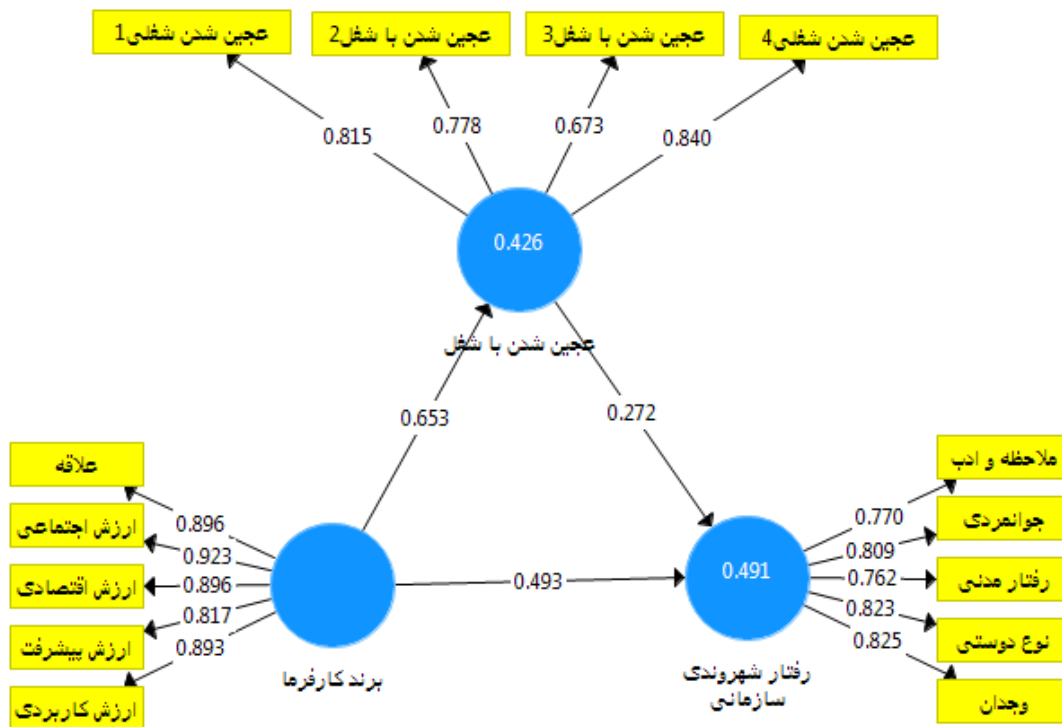 عجین شدن شغلی1
عجین شدن با شغل2
عجین شدن با شغل3
عجین شدن شغلی4
0.815
0.778
0.673
0.840
0.426
عجین شدن با شغل
0.653
0.272
علاقه
ارزش اجتماعی
ارزش اقتصادی
ارزش پیشرفت
ارزش کاربردی
0.896
0.923
0.896
0.817
0.893
برند کارفرما
0.493
0.491
رفتار شهروندی
سازمانی
0.770
0.809
0.762
0.823
0.825
ملاحظه و ادب
جوانمردی
رفتار مدنی
نوع دوستی
وجدان